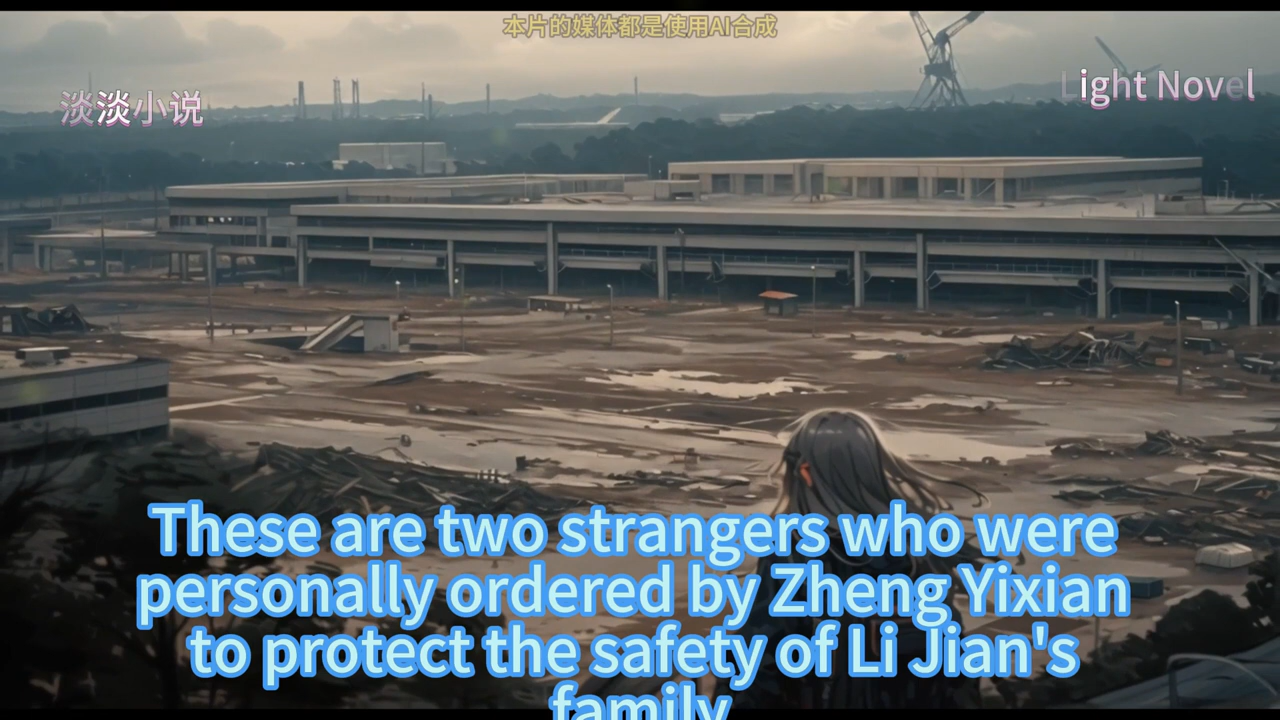 本片的媒体都是使用AI合成
淡淡小说
Light Novel
These are two strangers who were
personally ordered by Zheng Yixian
to protect the safety of Li Jian's
family